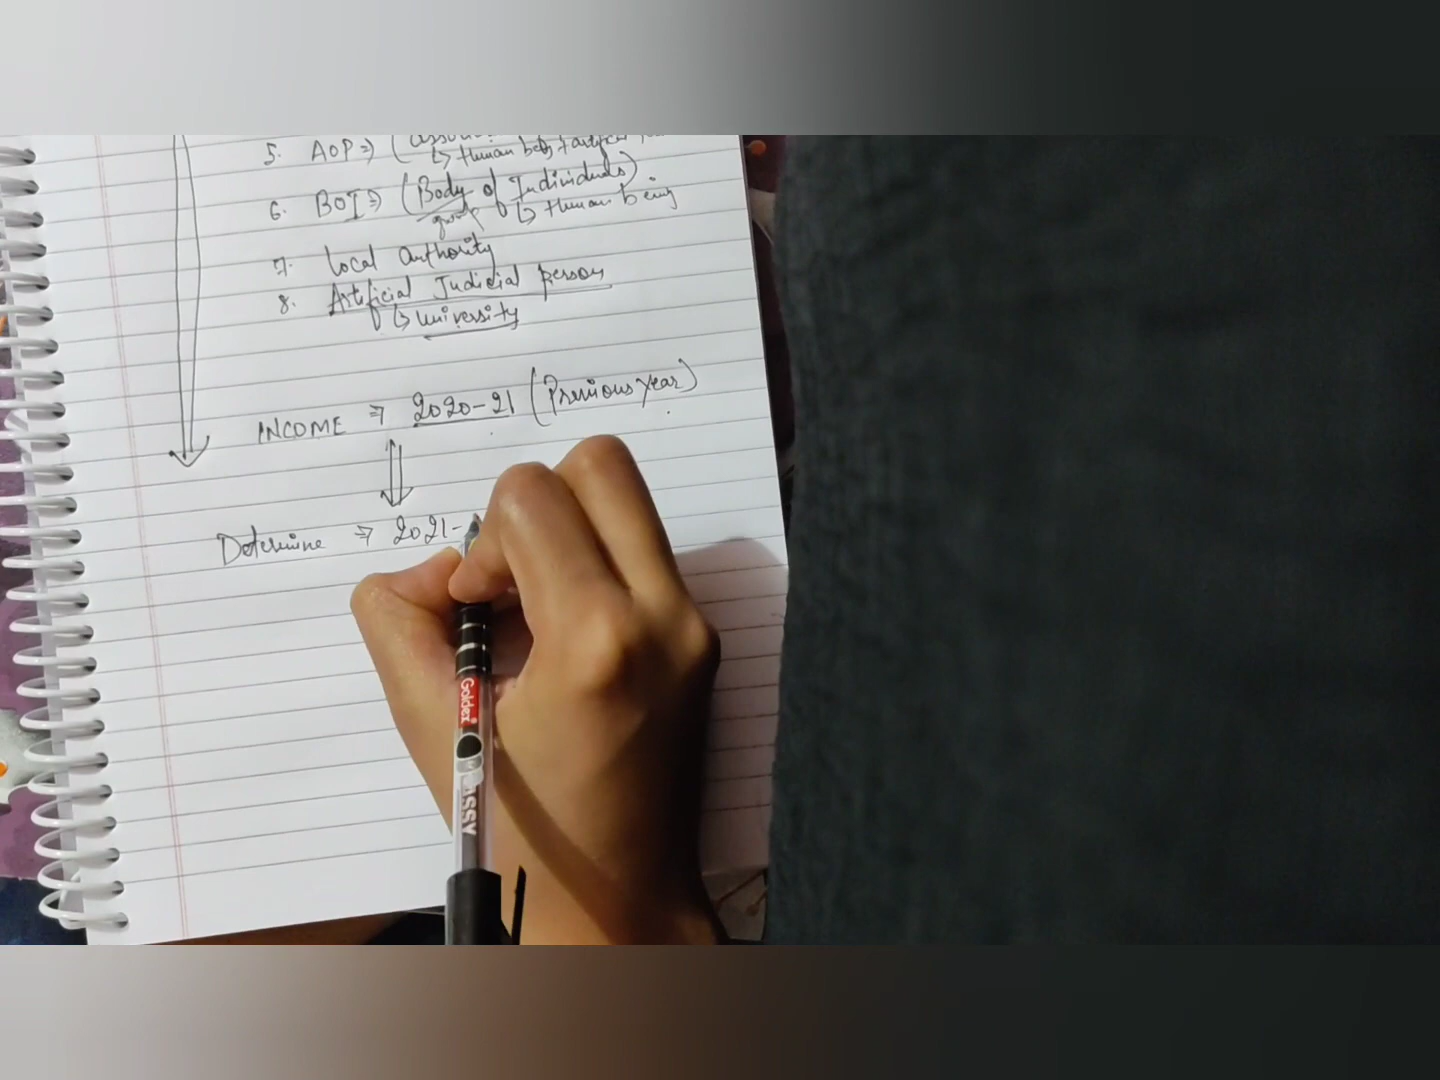 5. AOP ⇒ (
↳ Human being + artificial
6. BOI ⇒ (Body of Individuals)
group ↳ Human being
7. Local authority
8. Artificial Judicial person
↳ University
INCOME ⇒ 2020-21 (Previous Year)
Determine ⇒ 2021-
Goldex
KLASSY